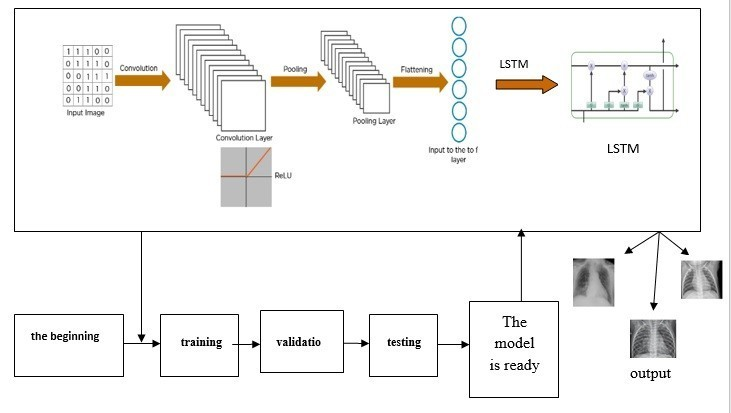 1 1 1 0 0
0 1 1 1 0
0 0 1 1 1
0 0 1 1 0
0 1 1 0 0
Input Image
Convolution
Convolution Layer
ReLU
Pooling
Pooling Layer
Flattening
Input to the to f
layer
LSTM
LSTM
the beginning
training
validatio
testing
The
model
is ready
output